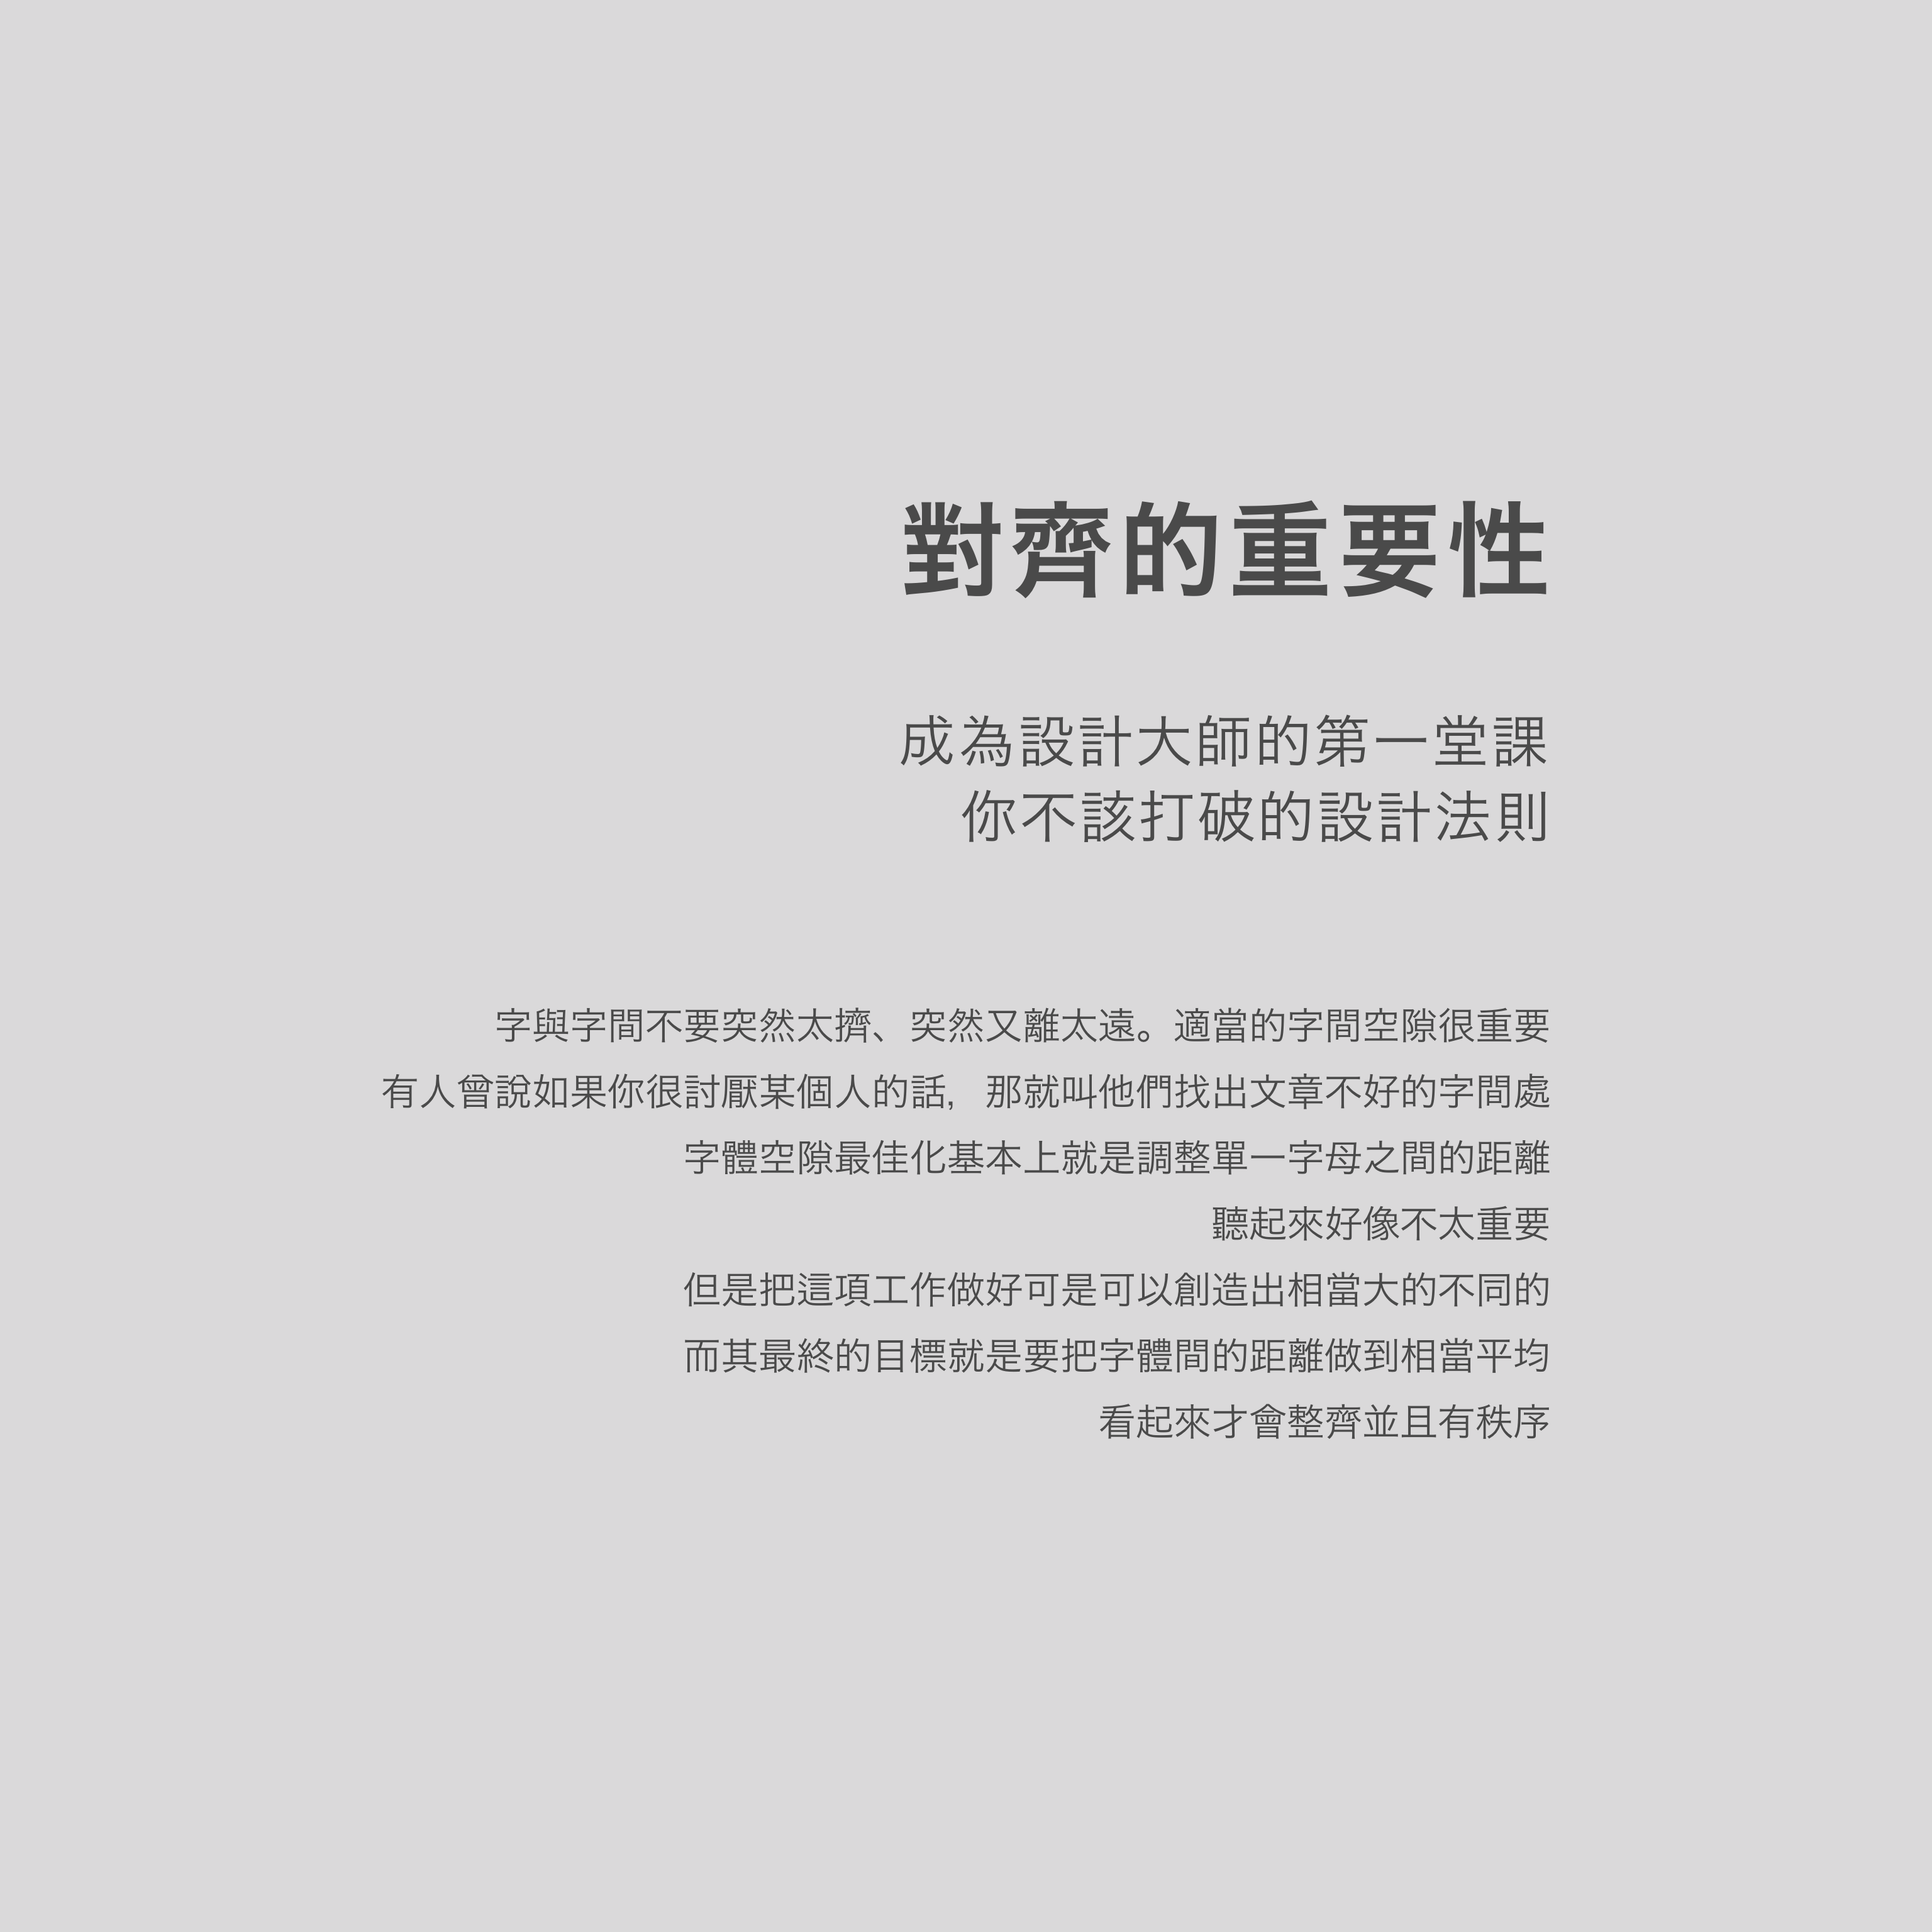 對齊的重要性
成為設計大師的第一堂課
你不該打破的設計法則
字與字間不要突然太擠、突然又離太遠。適當的字間空隙很重要
有人曾說如果你很討厭某個人的話，那就叫他們找出文章不好的字間處
字體空隙最佳化基本上就是調整單一字母之間的距離
聽起來好像不太重要
但是把這項工作做好可是可以創造出相當大的不同的
而其最終的目標就是要把字體間的距離做到相當平均
看起來才會整齊並且有秩序